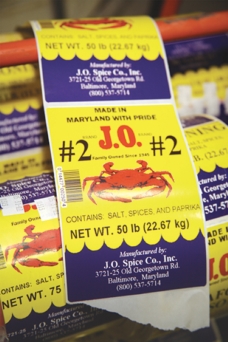 CONTAINS: SALT, SPICES, AND PAPRIKA
NET WT. 50 lb (22.67 kg)
Manufactured by:
J.O. Spice Co., Inc.
3721-25 Old Georgetown Rd.
Baltimore, Maryland
(800) 537-5714
MADE IN
MARYLAND WITH PRIDE
J.O.
#2 #2
Family Owned Since 1945
CONTAINS: SALT, SPICES, AND PAPRIKA
NET WT. 50 lb (22.67 kg)
Manufactured by:
J.O. Spice Co., Inc.
3721-25 Old Georgetown Rd.
Baltimore, Maryland
(800) 537-5714
J.O.
CONTAINS: SALT
NET WT. 75
J.O. Spice